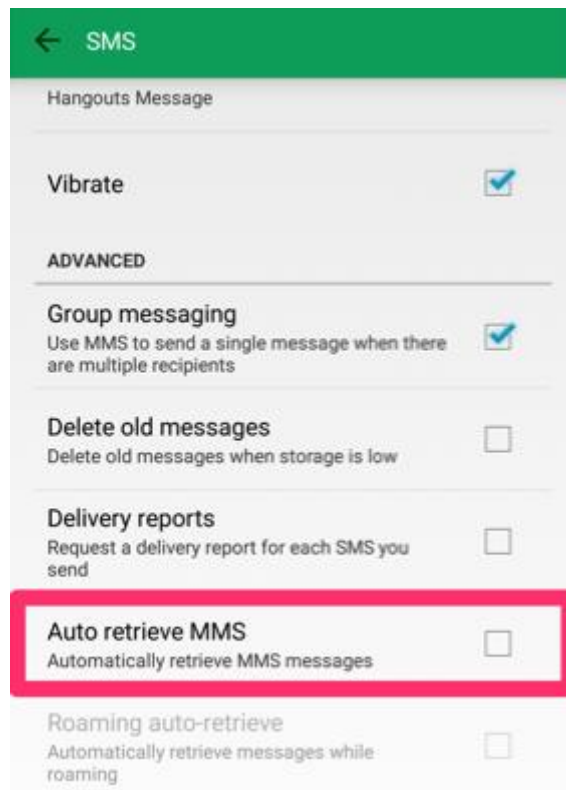 SMS
Hangouts Message
Vibrate
ADVANCED
Group messaging
Use MMS to send a single message when there
are multiple recipients
Delete old messages
Delete old messages when storage is low
Delivery reports
Request a delivery report for each SMS you
send
Auto retrieve MMS
Automatically retrieve MMS messages
Roaming auto-retrieve
Automatically retrieve messages while
roaming